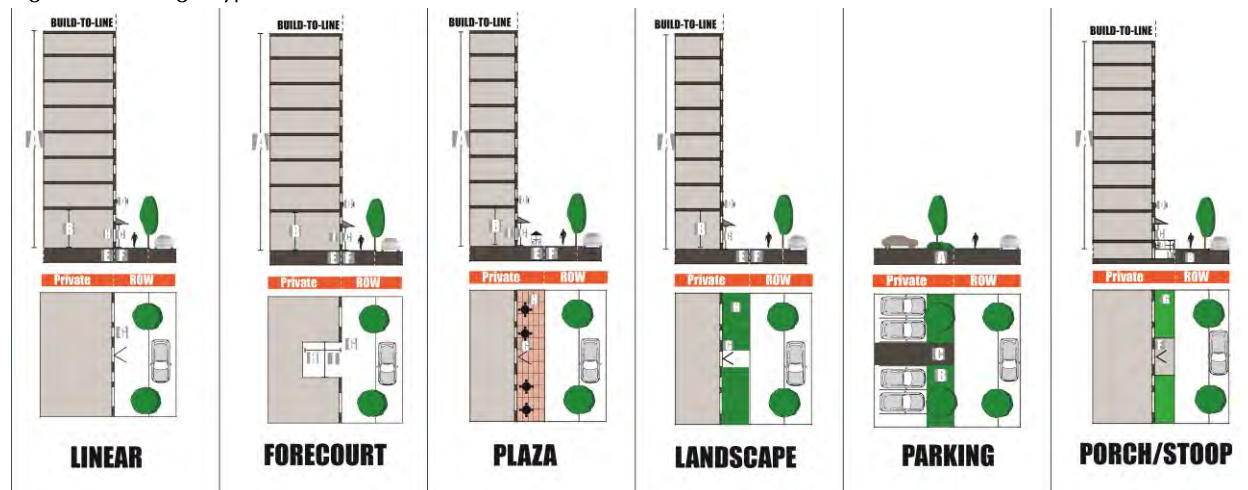 BUILD-TO-LINE
A
B
E F
Private ROW
LINEAR
BUILD-TO-LINE
A
B
E F
Private ROW
G
FORECOURT
BUILD-TO-LINE
A
B
E F
Private ROW
H
G
PLAZA
BUILD-TO-LINE
A
B
E F
Private ROW
H
G
LANDSCAPE
A
Private ROW
C
B
PARKING
BUILD-TO-LINE
A
B
Private ROW
G
PORCH/STOOP